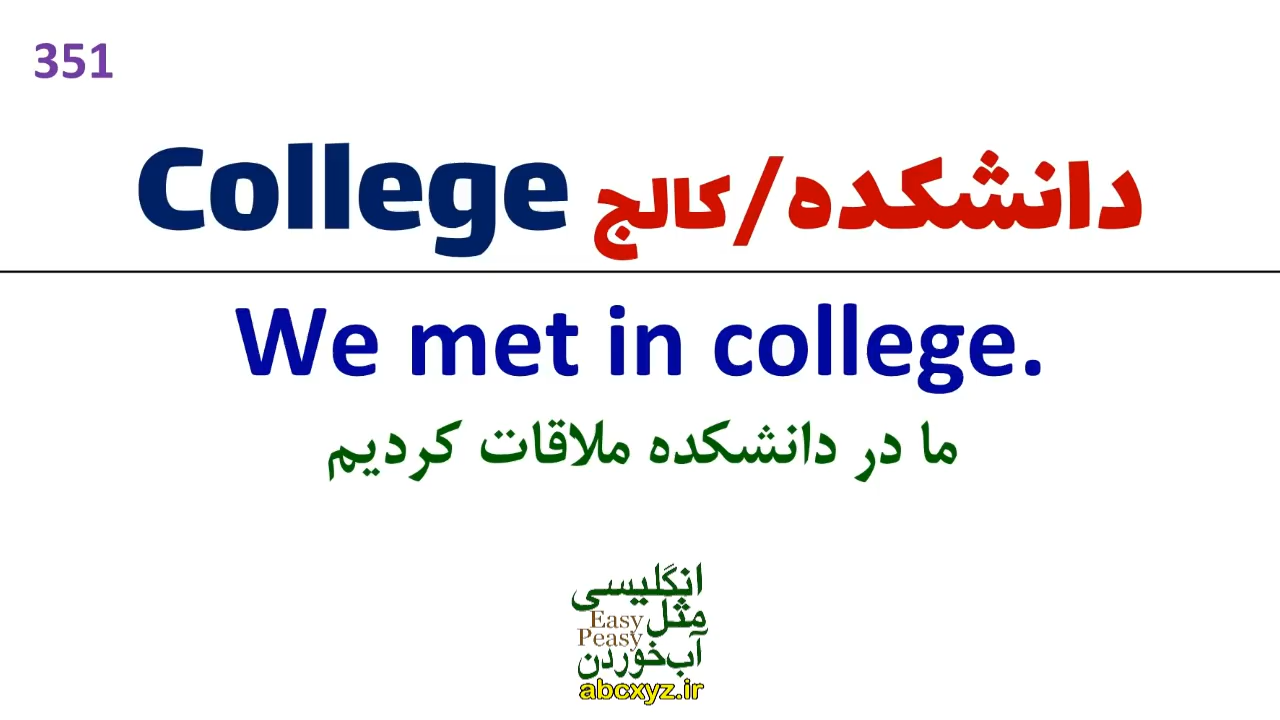 351
College دانشکده/کالج
We met in college.
ما در دانشکده ملاقات کردیم
انگلیسی
مثل Easy
Peasy
آب‌خوردن
abcxyz.ir